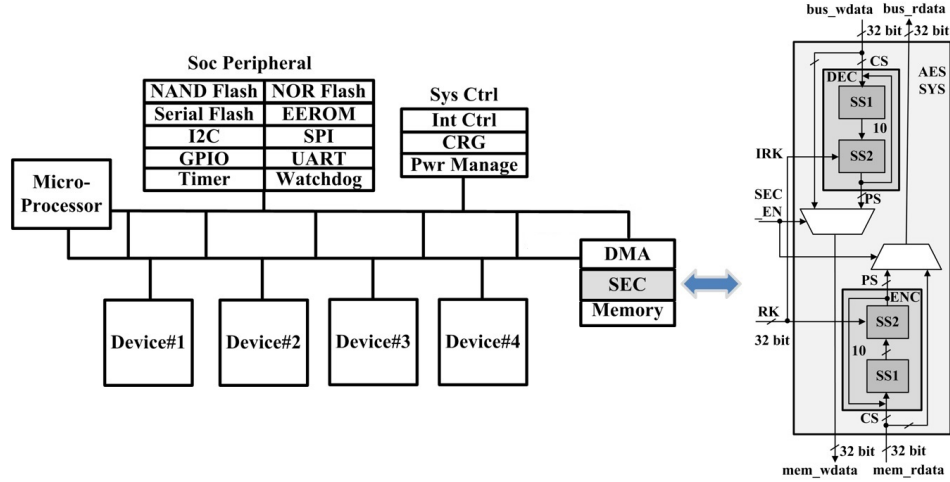 Soc Peripheral
NAND Flash NOR Flash
Serial Flash EEROM
I2C SPI
GPIO UART
Timer Watchdog
Sys Ctrl
Int Ctrl
CRG
Pwr Manage
Micro-
Processor
DMA
SEC
Memory
Device#1 Device#2 Device#3 Device#4
bus_wdata bus_rdata
32 bit 32 bit
CS
DEC
AES
SYS
SS1
10
IRK
SS2
SEC
_EN
PS
PS
ENC
RK
32 bit
SS2
10
SS1
CS
32 bit 32 bit
mem_wdata mem_rdata